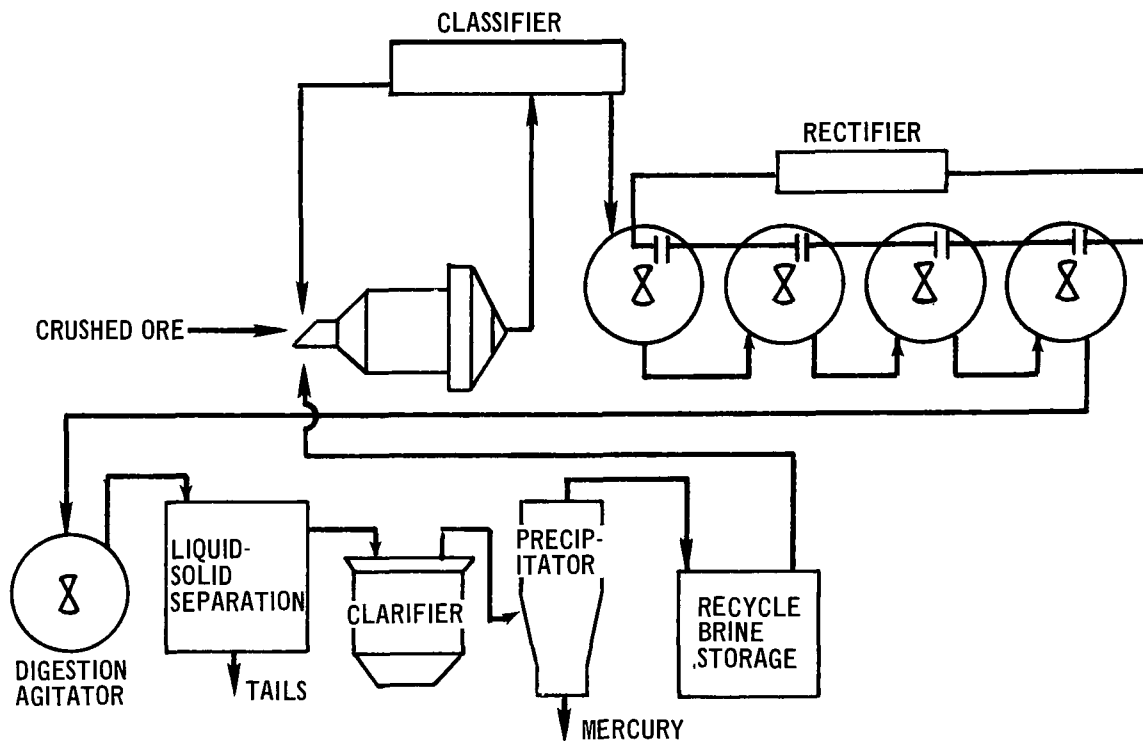 CLASSIFIER
RECTIFIER
CRUSHED ORE
LIQUID-
SOLID
SEPARATION
PRECIP-
ITATOR
CLARIFIER
RECYCLE
BRINE
STORAGE
DIGESTION
AGITATOR
TAILS
MERCURY